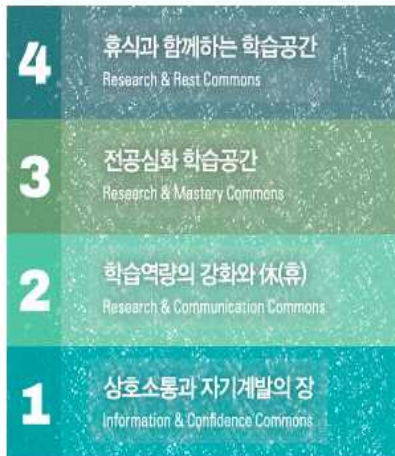 4
휴식과 함께하는 학습공간
Research & Rest Commons
3
전공심화 학습공간
Research & Mastery Commons
2
학습역량의 강화와 休(휴)
Research & Communication Commons
1
상호소통과 자기계발의 장
Information & Confidence Commons